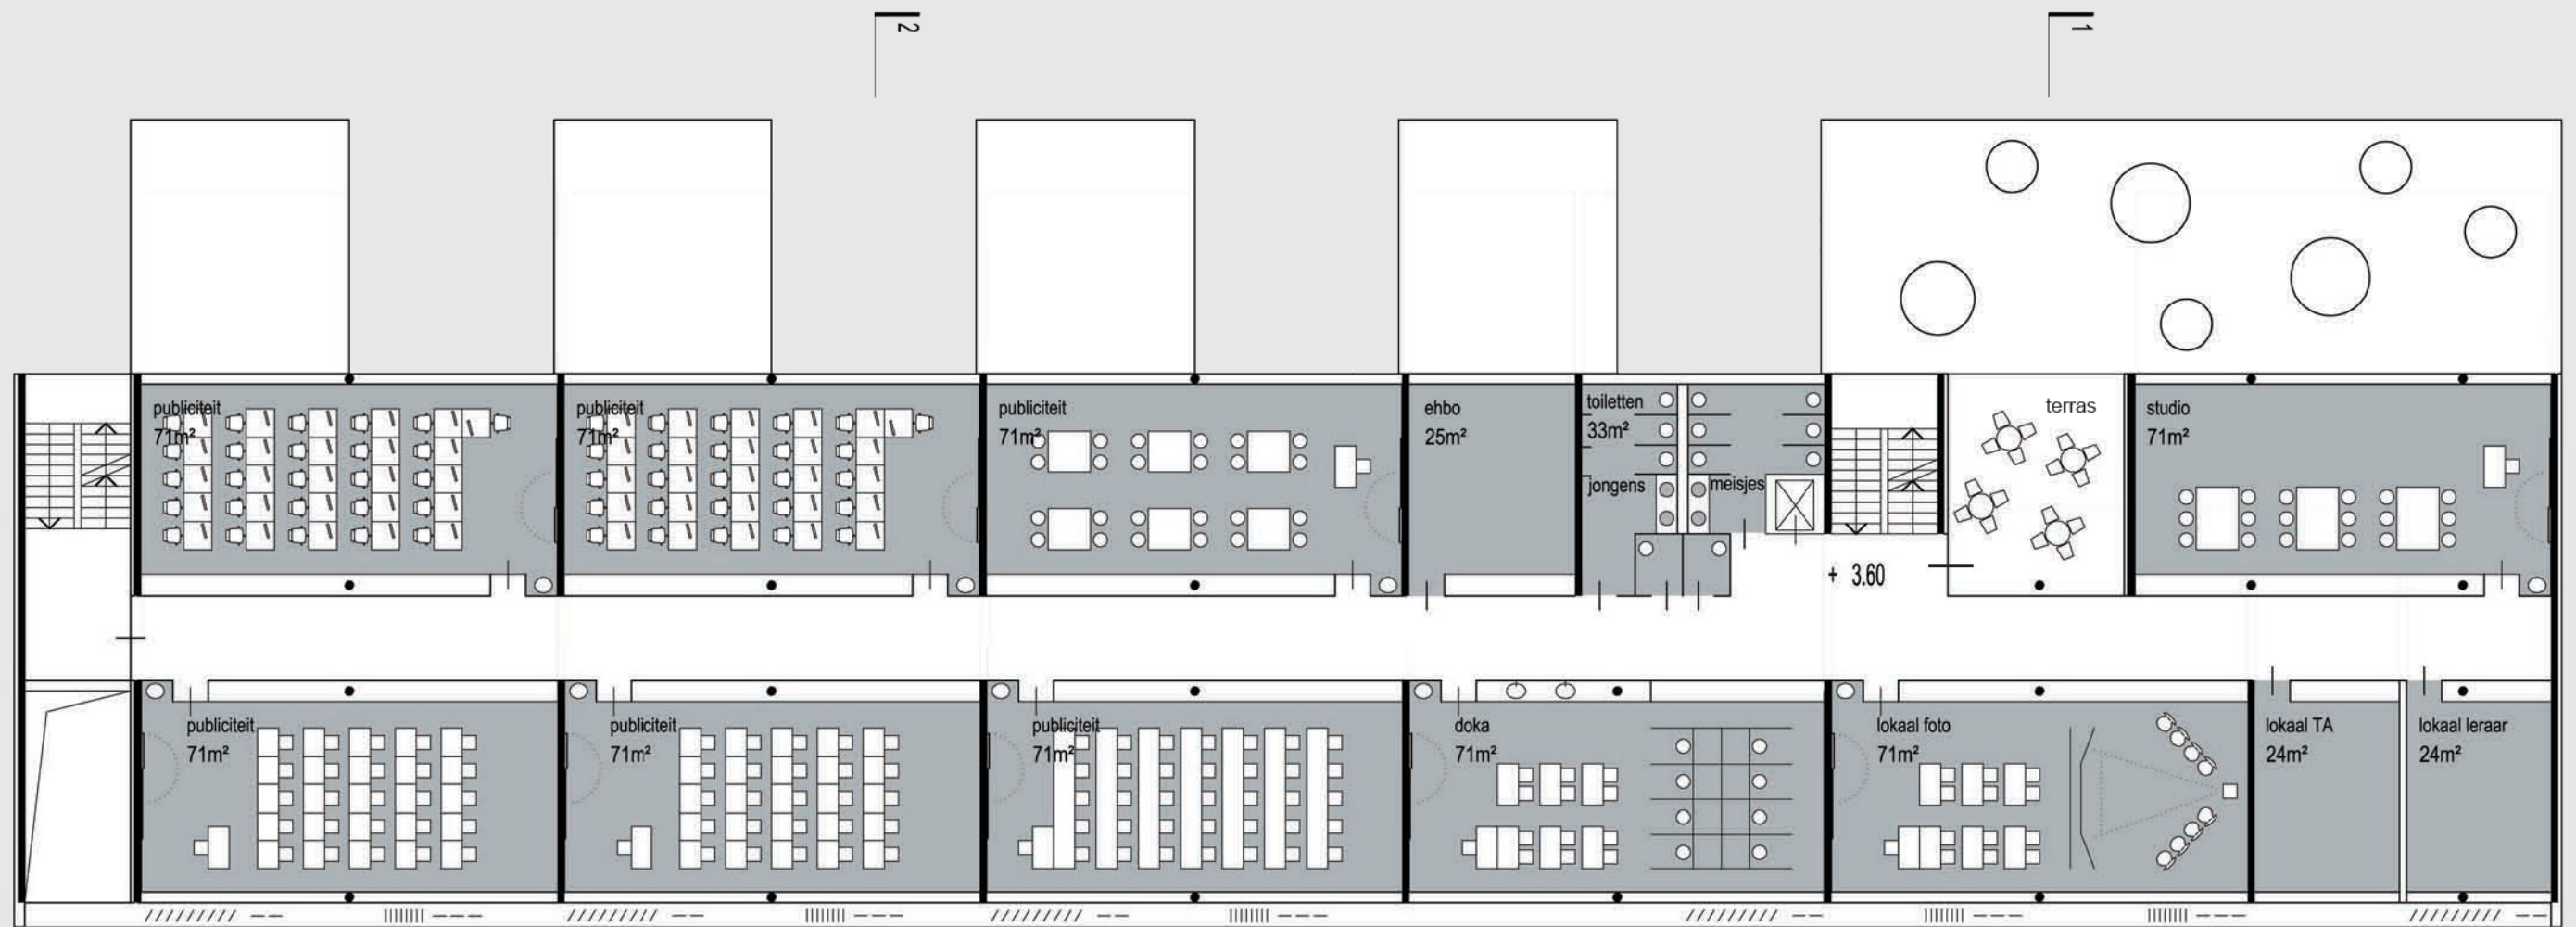 2
1
publiciteit
71m²
publiciteit
71m²
publiciteit
71m²
ehbo
25m²
toiletten
33m²
jongens
meisjes
terras
studio
71m²
+ 3.60
publiciteit
71m²
publiciteit
71m²
publiciteit
71m²
doka
71m²
lokaal foto
71m²
lokaal TA
24m²
lokaal leraar
24m²